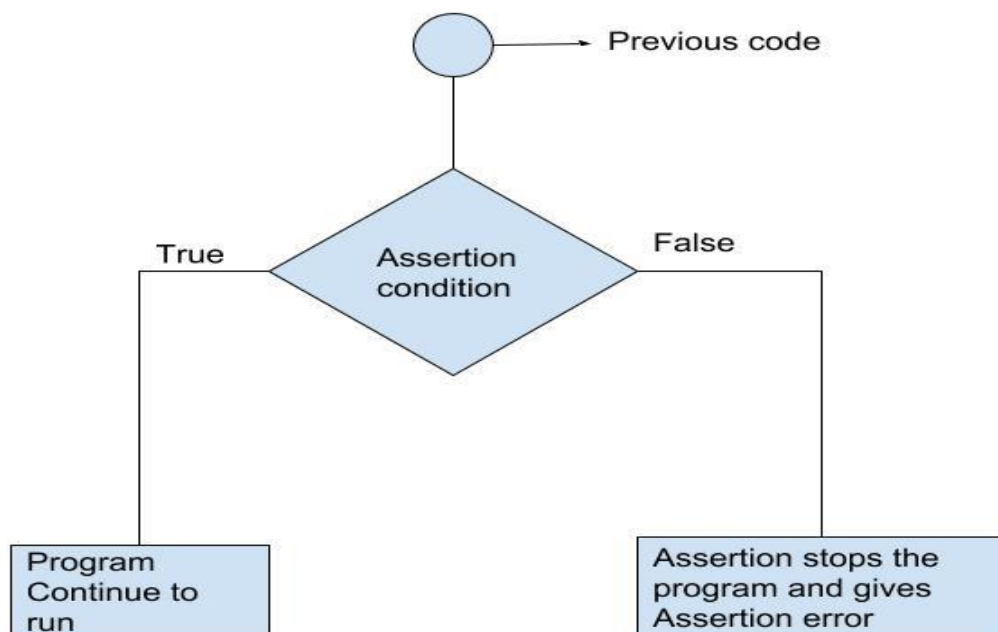 Previous code
True
False
Assertion
condition
Program
Continue to
run
Assertion stops the
program and gives
Assertion error